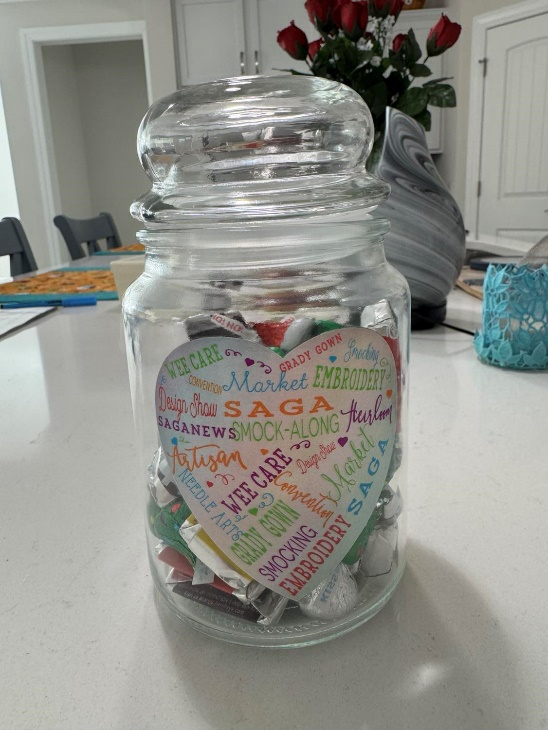 WEE CARE
GRADY GOWN
Smocking
CONVENTION
Market
EMBROIDERY
Design Show
SAGA
Heirloom
SAGANEWS
SMOCK-ALONG
Artisan
WEE CARE
Design Show
Market
SAGA
NEEDLE ARTS
Convention
GRADY GOWN
SMOCKING
EMBROIDERY